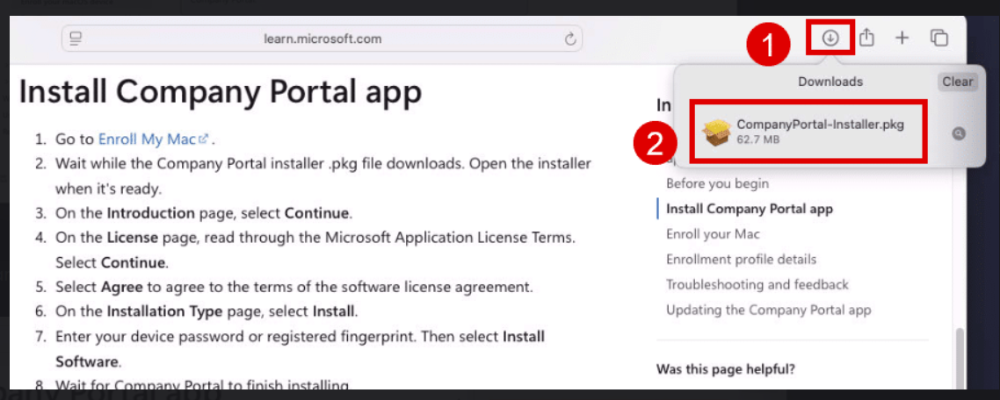 learn.microsoft.com
1
Downloads
Clear
CompanyPortal-Installer.pkg
62.7 MB
2
Install Company Portal app
1. Go to Enroll My Mac .
2. Wait while the Company Portal installer .pkg file downloads. Open the installer
when it's ready.
3. On the Introduction page, select Continue.
4. On the License page, read through the Microsoft Application License Terms.
Select Continue.
5. Select Agree to agree to the terms of the software license agreement.
6. On the Installation Type page, select Install.
7. Enter your device password or registered fingerprint. Then select Install
Software.
8. Wait for Company Portal to finish installing
In
Before you begin
Install Company Portal app
Enroll your Mac
Enrollment profile details
Troubleshooting and feedback
Updating the Company Portal app
Was this page helpful?